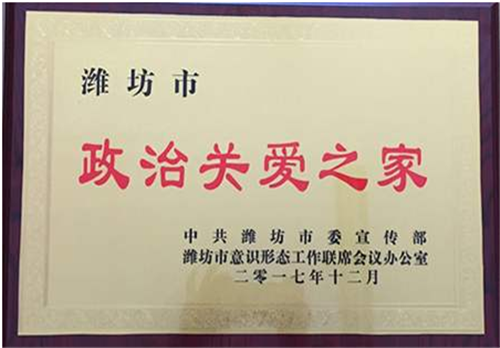 潍坊市
政治关爱之家
中共潍坊市委宣传部
潍坊市意识形态工作联席会议办公室
二零一七年十二月